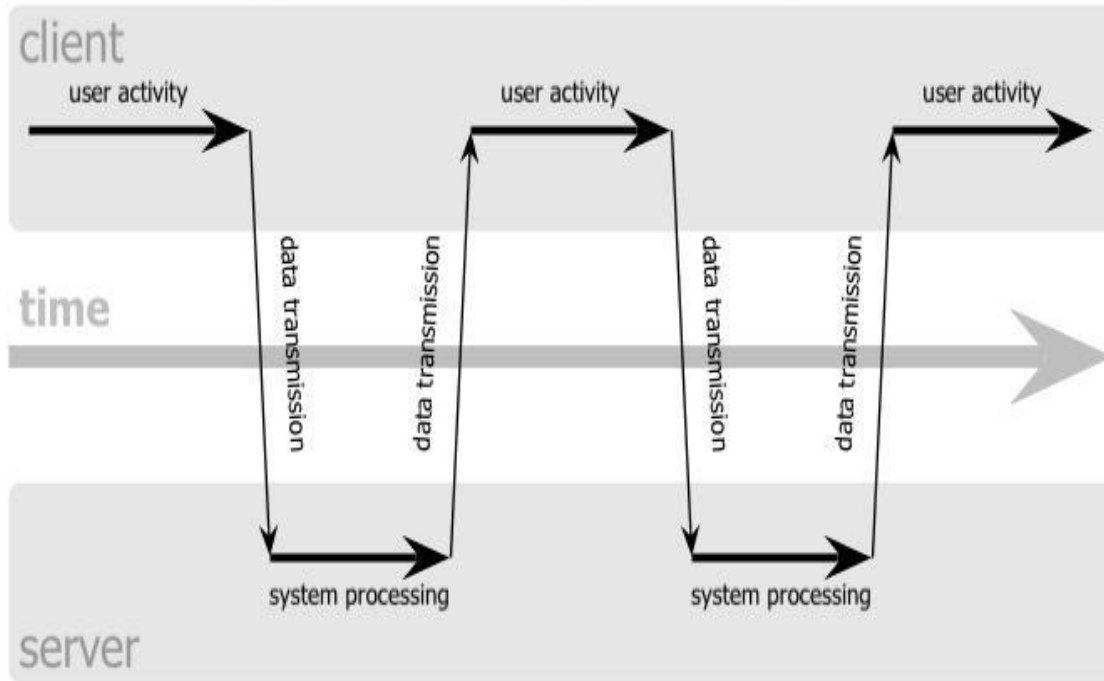 client
user activity
user activity
user activity
data transmission
data transmission
data transmission
data transmission
time
system processing
system processing
server